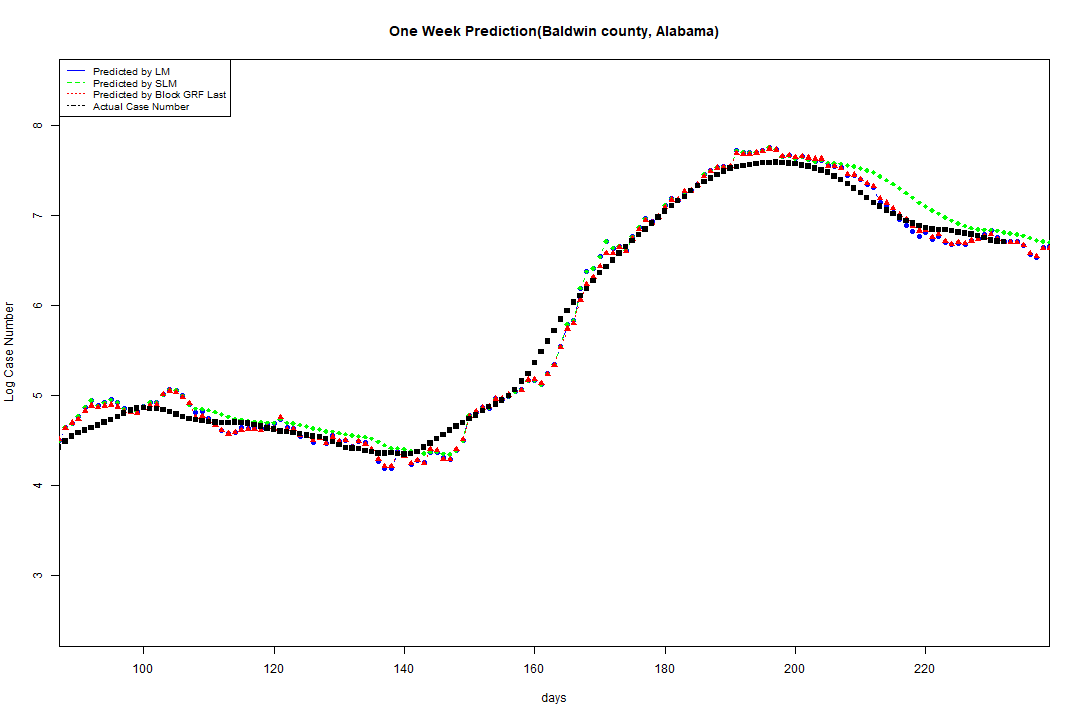 One Week Prediction(Baldwin county, Alabama)
Predicted by LM
Predicted by SLM
Predicted by Block GRF Last
Actual Case Number
8
7
6
5
4
3
Log Case Number
100 120 140 160 180 200 220
days